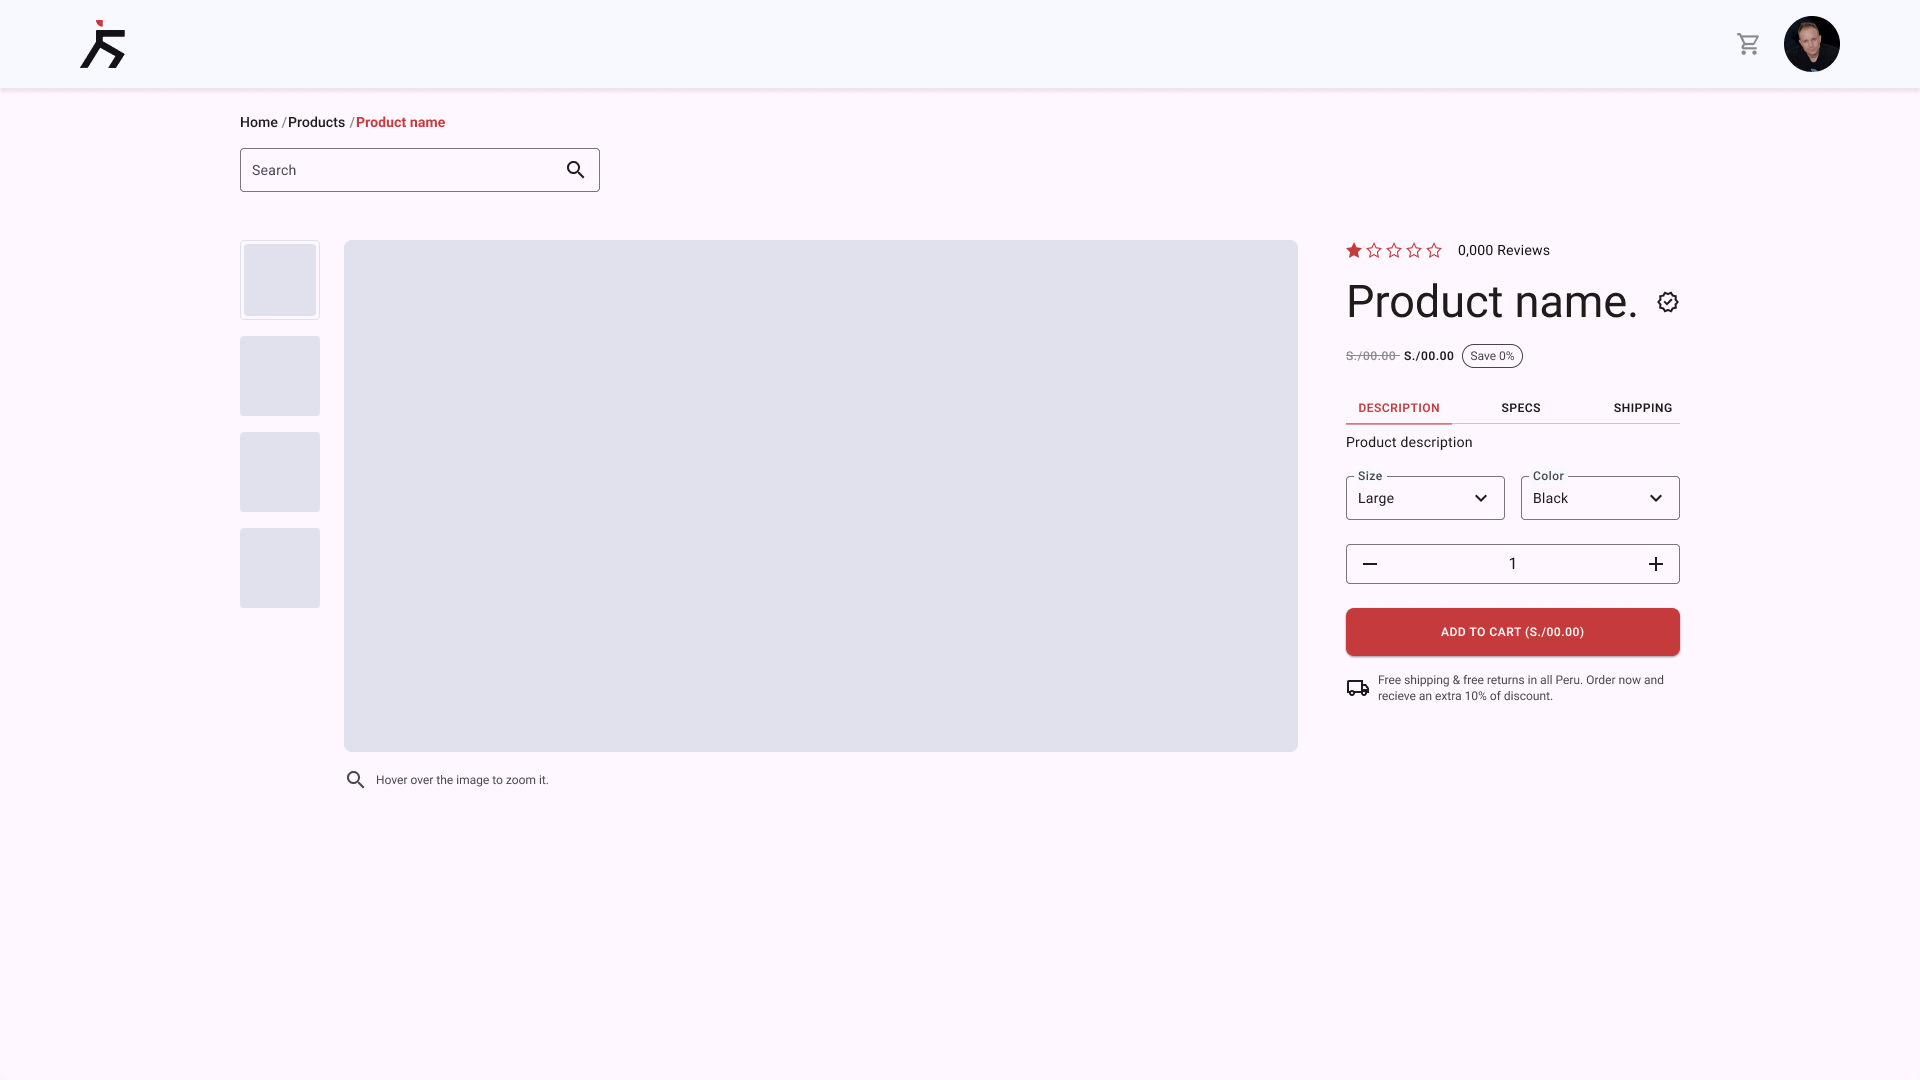 Home / Products / Product name
Search
0,000 Reviews
Product name.
S./00.00 S./00.00 Save 0%
DESCRIPTION SPECS SHIPPING
Product description
Size Color
Large Black
1
ADD TO CART (S./00.00)
Free shipping & free returns in all Peru. Order now and
recieve an extra 10% of discount.
Hover over the image to zoom it.